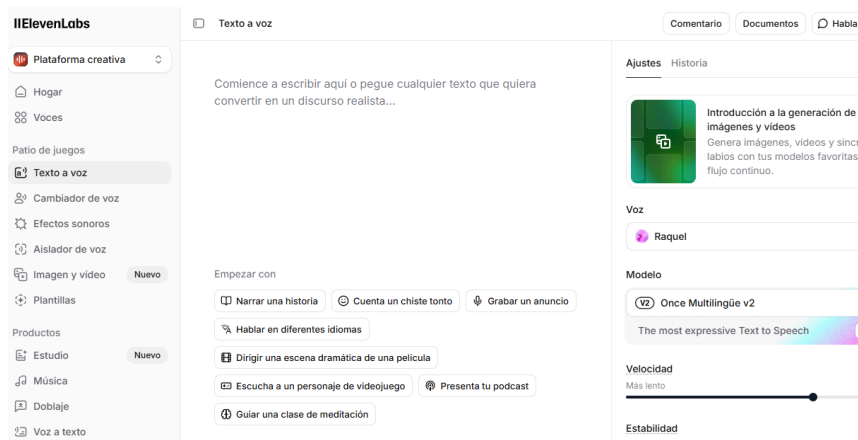 IIElevenLabs
Plataforma creativa
Hogar
Voces
Patio de juegos
Texto a voz
Cambiador de voz
Efectos sonoros
Aislador de voz
Imagen y vídeo Nuevo
Plantillas
Productos
Estudio Nuevo
Música
Doblaje
Voz a texto
Texto a voz
Comentario
Documentos
Habla
Comience a escribir aquí o pegue cualquier texto que quiera
convertir en un discurso realista...
Empezar con
Narrar una historia
Cuenta un chiste tonto
Grabar un anuncio
Hablar en diferentes idiomas
Dirigir una escena dramática de una película
Escucha a un personaje de videojuego
Presenta tu podcast
Guiar una clase de meditación
Ajustes Historia
Introducción a la generación de
imágenes y vídeos
Genera imágenes, vídeos y sincr
labios con tus modelos favoritas
flujo continuo.
Voz
Raquel
Modelo
V2 Once Multilingüe v2
The most expressive Text to Speech
Velocidad
Más lento
Estabilidad